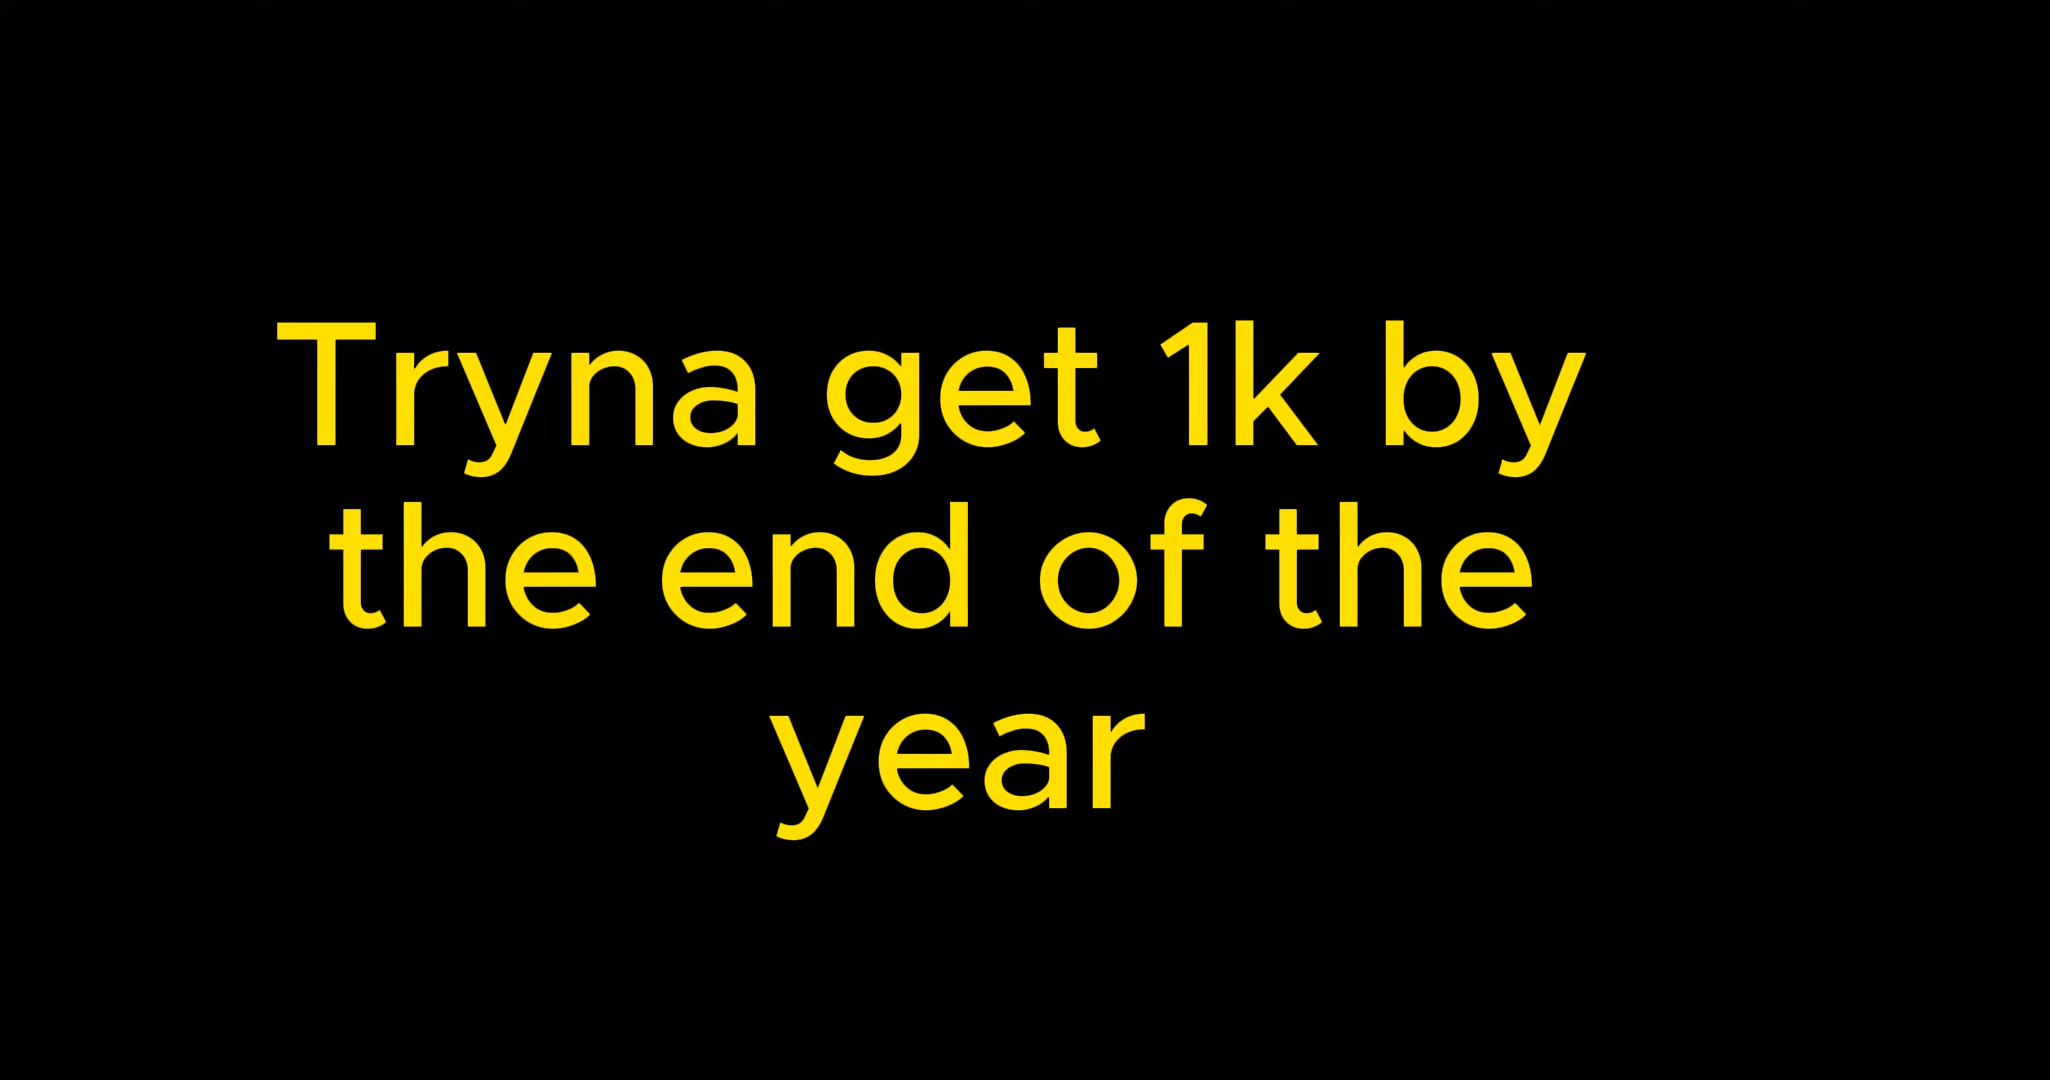 Tryna get 1k by
the end of the
year